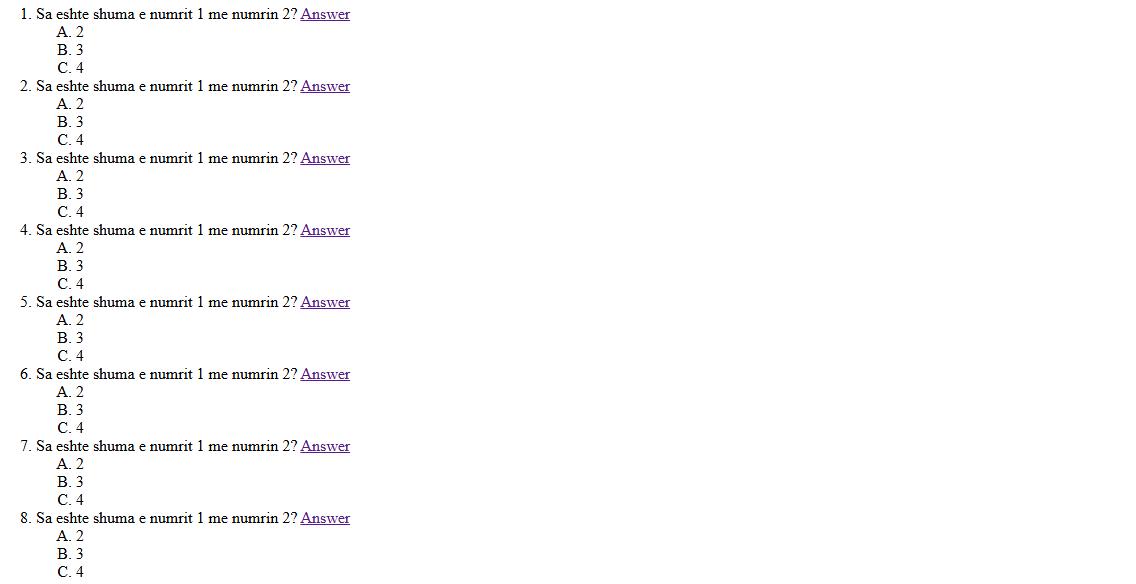 1. Sa eshte shuma e numrit 1 me numrin 2? Answer
A. 2
B. 3
C. 4
2. Sa eshte shuma e numrit 1 me numrin 2? Answer
A. 2
B. 3
C. 4
3. Sa eshte shuma e numrit 1 me numrin 2? Answer
A. 2
B. 3
C. 4
4. Sa eshte shuma e numrit 1 me numrin 2? Answer
A. 2
B. 3
C. 4
5. Sa eshte shuma e numrit 1 me numrin 2? Answer
A. 2
B. 3
C. 4
6. Sa eshte shuma e numrit 1 me numrin 2? Answer
A. 2
B. 3
C. 4
7. Sa eshte shuma e numrit 1 me numrin 2? Answer
A. 2
B. 3
C. 4
8. Sa eshte shuma e numrit 1 me numrin 2? Answer
A. 2
B. 3
C. 4